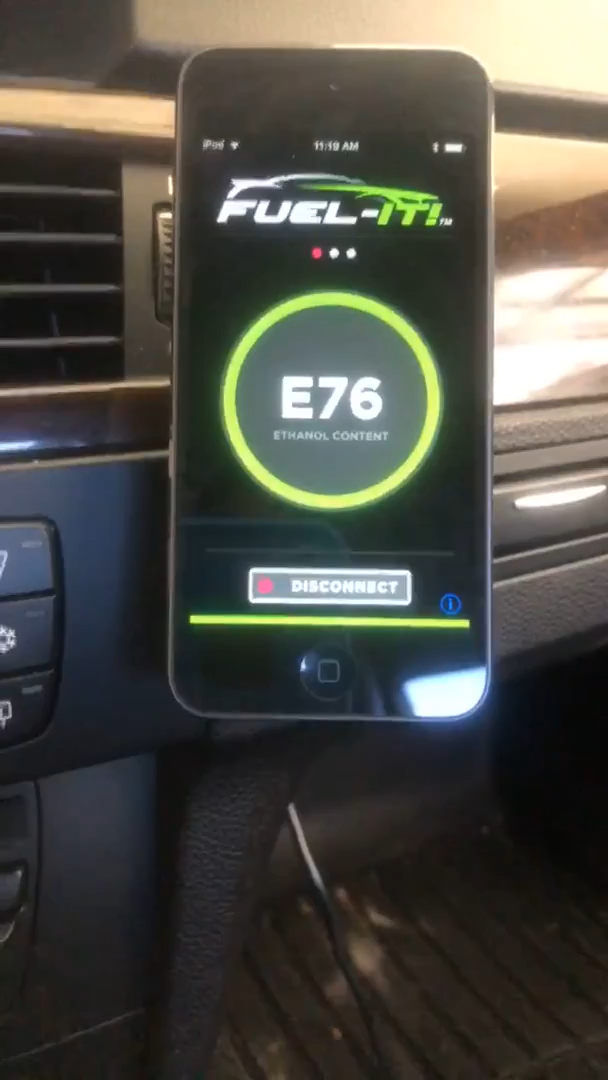 iPod 11:19 AM
FUEL-IT! TM
E76
ETHANOL CONTENT
DISCONNECT
i